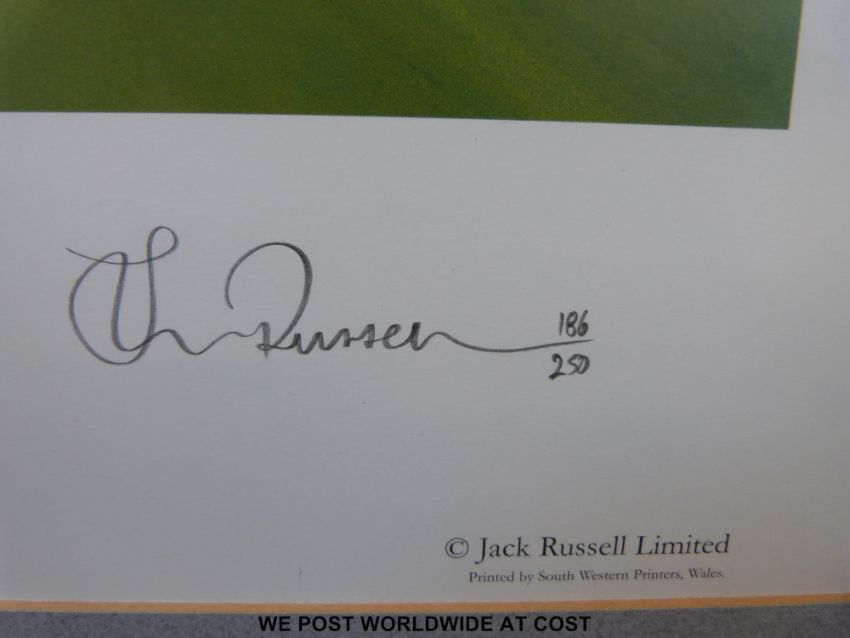 Russell
186
250
© Jack Russell Limited
Printed by South Western Printers, Wales.
WE POST WORLDWIDE AT COST